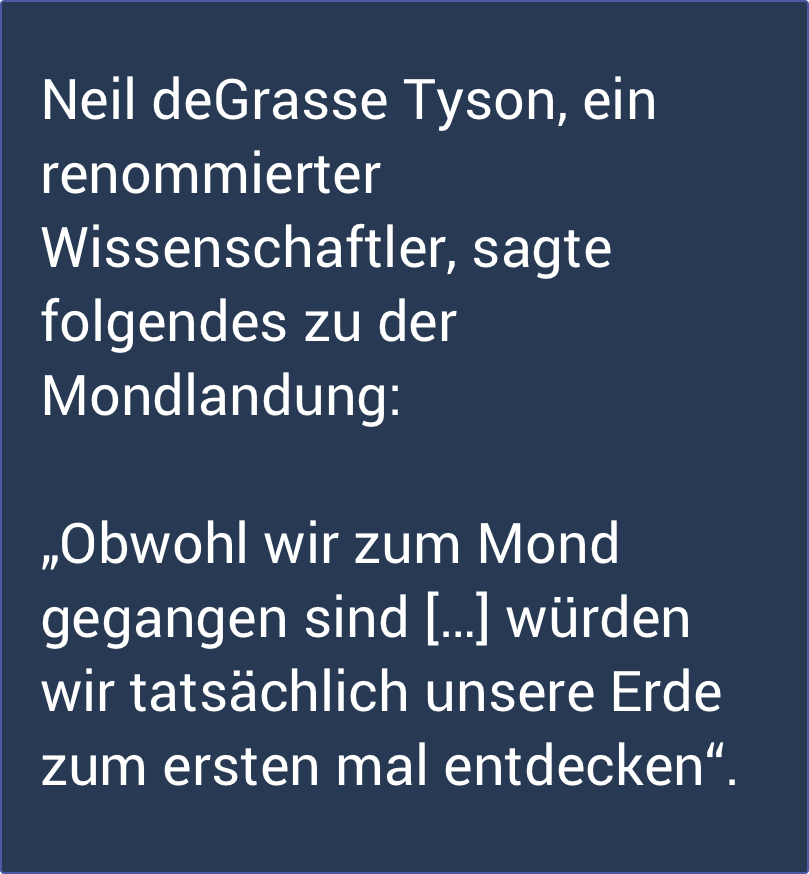 Neil deGrasse Tyson, ein
renommierter
Wissenschaftler, sagte
folgendes zu der
Mondlandung:
„Obwohl wir zum Mond
gegangen sind [...] würden
wir tatsächlich unsere Erde
zum ersten mal entdecken“.